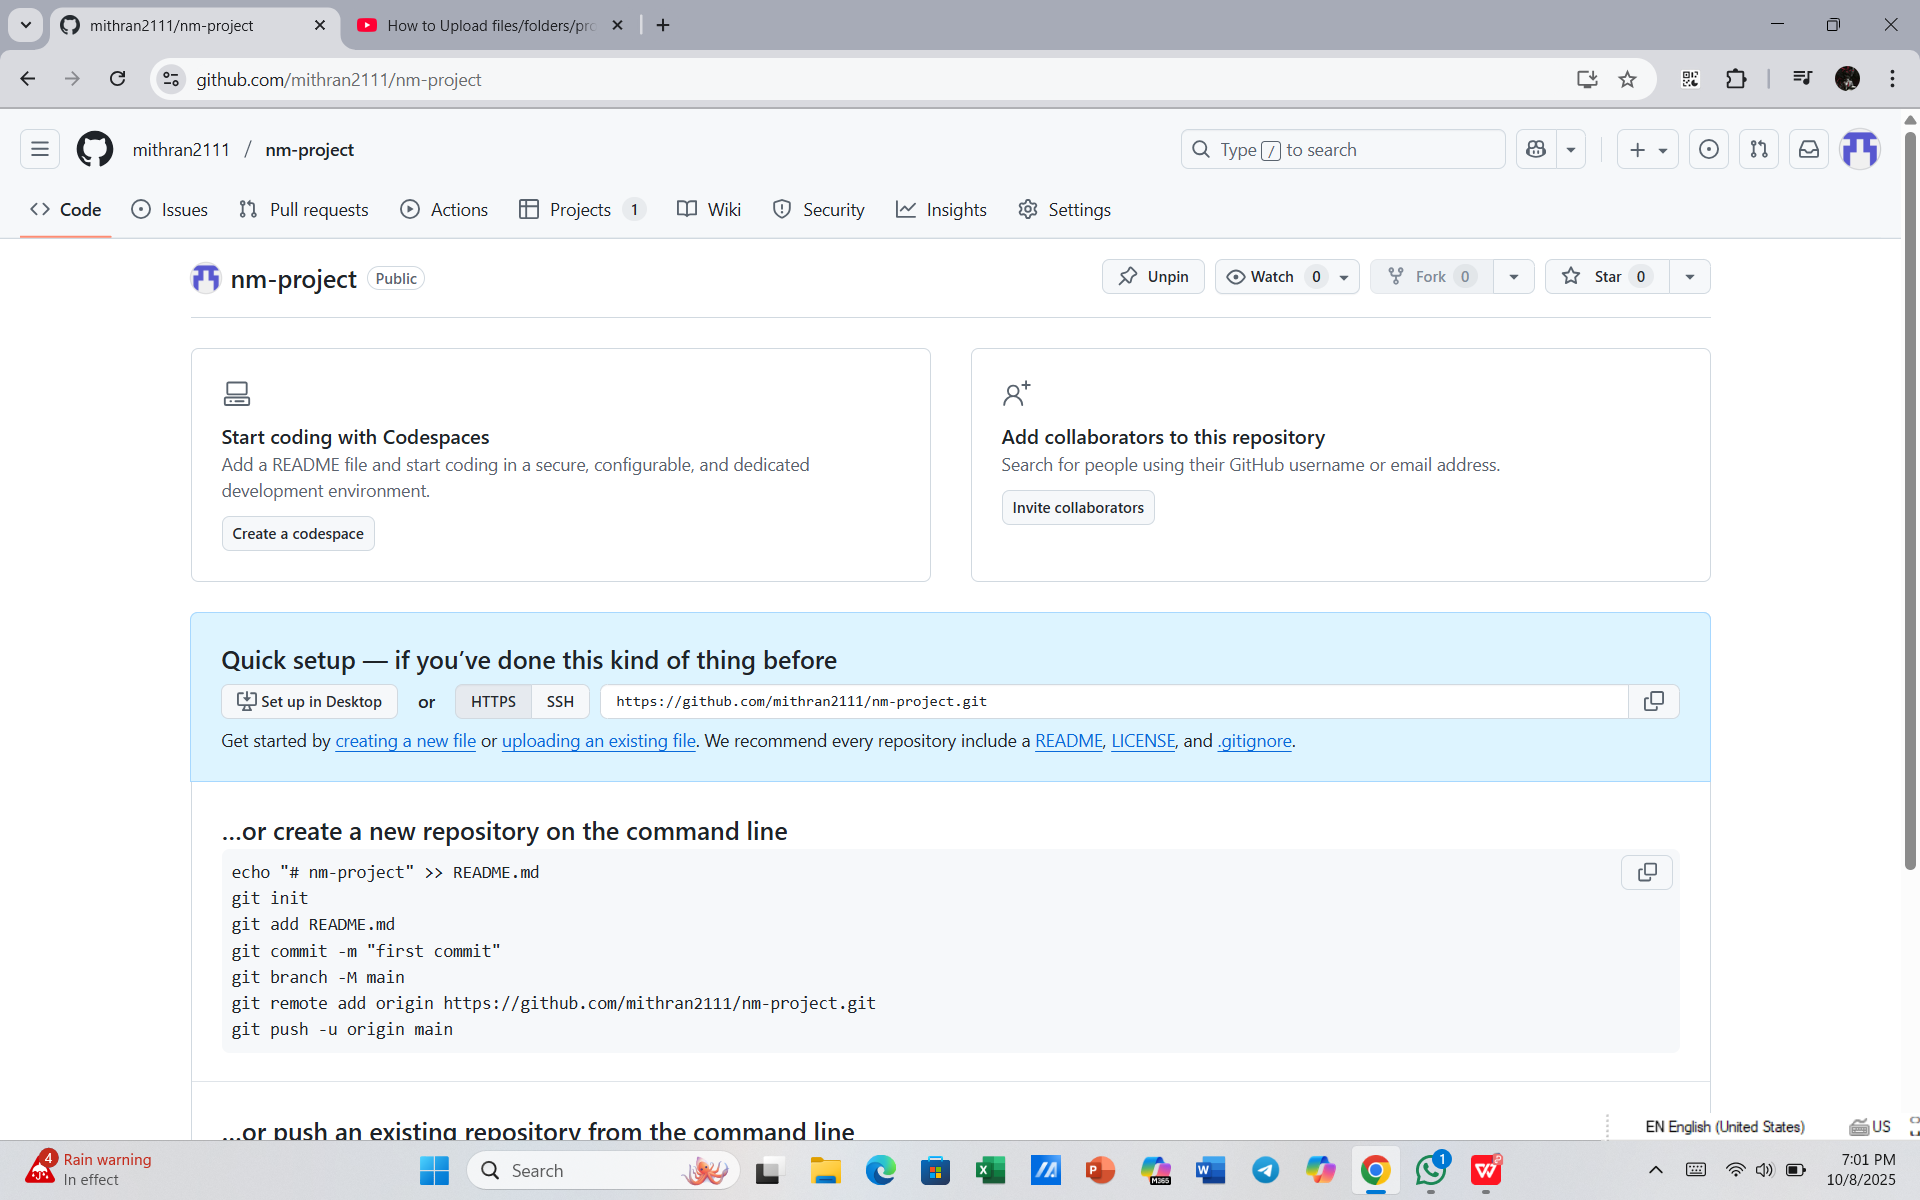 mithran2111/nm-project
How to Upload files/folders/pro
github.com/mithran2111/nm-project
mithran2111 / nm-project
Type / to search
Code
Issues
Pull requests
Actions
Projects 1
Wiki
Security
Insights
Settings
nm-project Public
Unpin
Watch 0
Fork 0
Star 0
Start coding with Codespaces
Add a README file and start coding in a secure, configurable, and dedicated
development environment.
Create a codespace
Add collaborators to this repository
Search for people using their GitHub username or email address.
Invite collaborators
Quick setup — if you’ve done this kind of thing before
Set up in Desktop or HTTPS SSH https://github.com/mithran2111/nm-project.git
Get started by creating a new file or uploading an existing file. We recommend every repository include a README, LICENSE, and .gitignore.
…or create a new repository on the command line
echo "# nm-project" >> README.md
git init
git add README.md
git commit -m "first commit"
git branch -M main
git remote add origin https://github.com/mithran2111/nm-project.git
git push -u origin main
…or push an existing repository from the command line
EN English (United States)
US
4
Rain warning
In effect
Search
M365
1
7:01 PM
10/8/2025